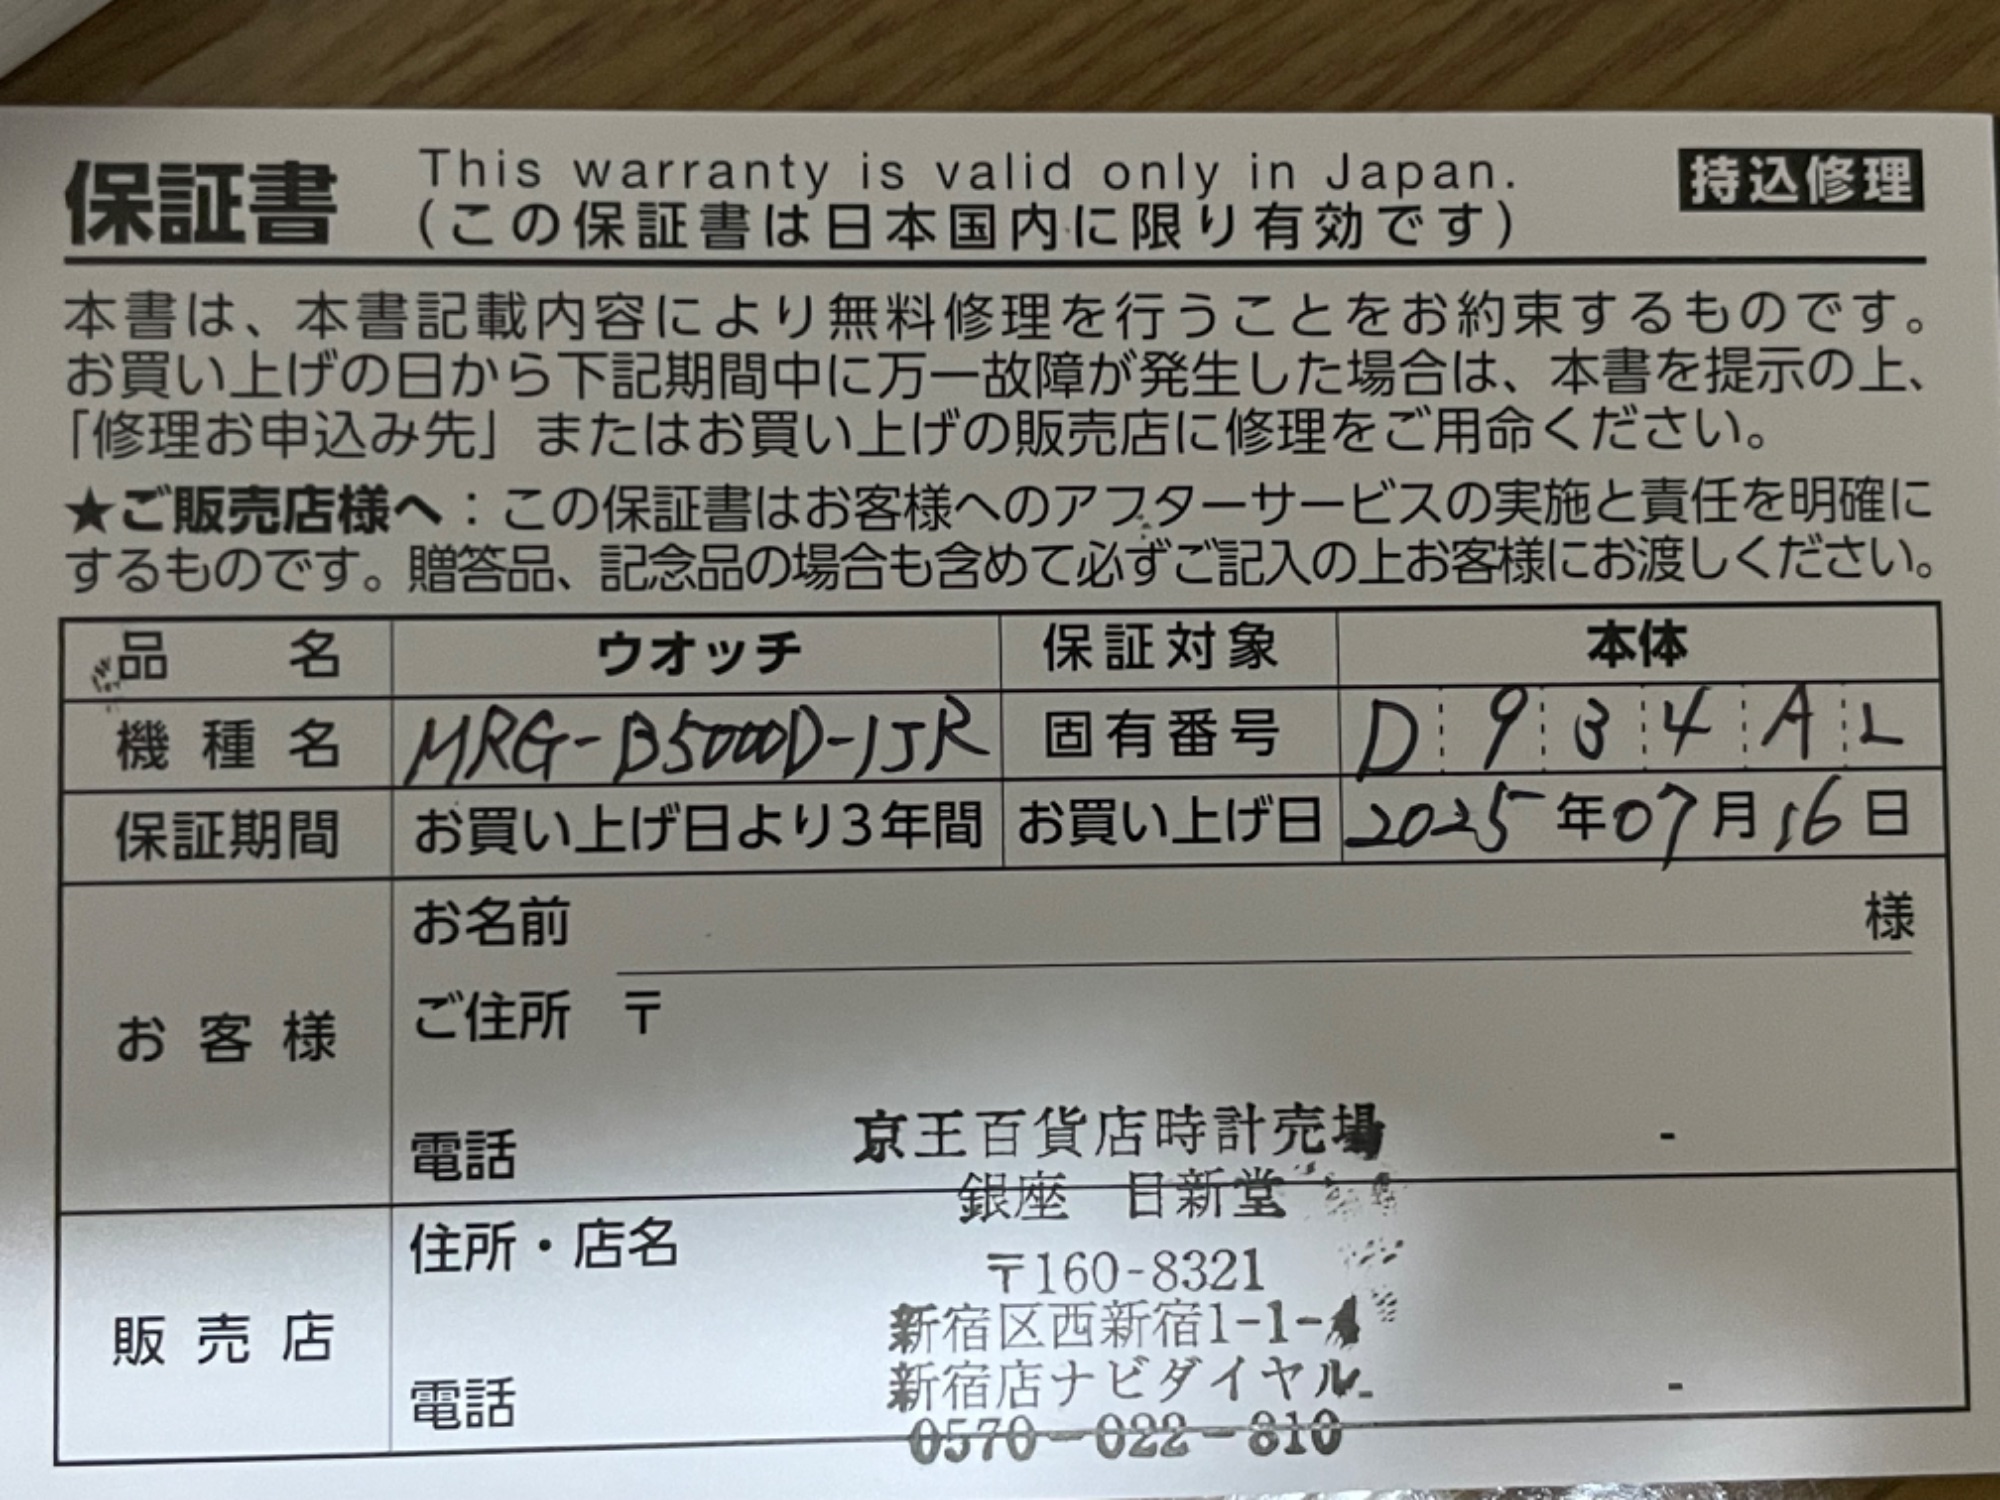 保証書
This warranty is valid only in Japan.
(この保証書は日本国内に限り有効です)
持込修理
本書は、本書記載内容により無料修理を行うことをお約束するものです。
お買い上げの日から下記期間中に万一故障が発生した場合は、本書を提示の上、
「修理お申込み先」またはお買い上げの販売店に修理をご用命ください。
★ご販売店様へ：この保証書はお客様へのアフターサービスの実施と責任を明確に
するものです。贈答品、記念品の場合も含めて必ずご記入の上お客様にお渡しください。
品名 ウオッチ 保証対象 本体
機種名 MRG-B5000D-1JR 固有番号 D934AL
保証期間 お買い上げ日より3年間 お買い上げ日 2025年07月16日
お客様
お名前 様
ご住所 〒
電話 -
販売店
住所・店名
京王百貨店時計売場
銀座 日新堂
〒160-8321
新宿区西新宿1-1-4
新宿店ナビダイヤル
電話 - -
0570-022-810